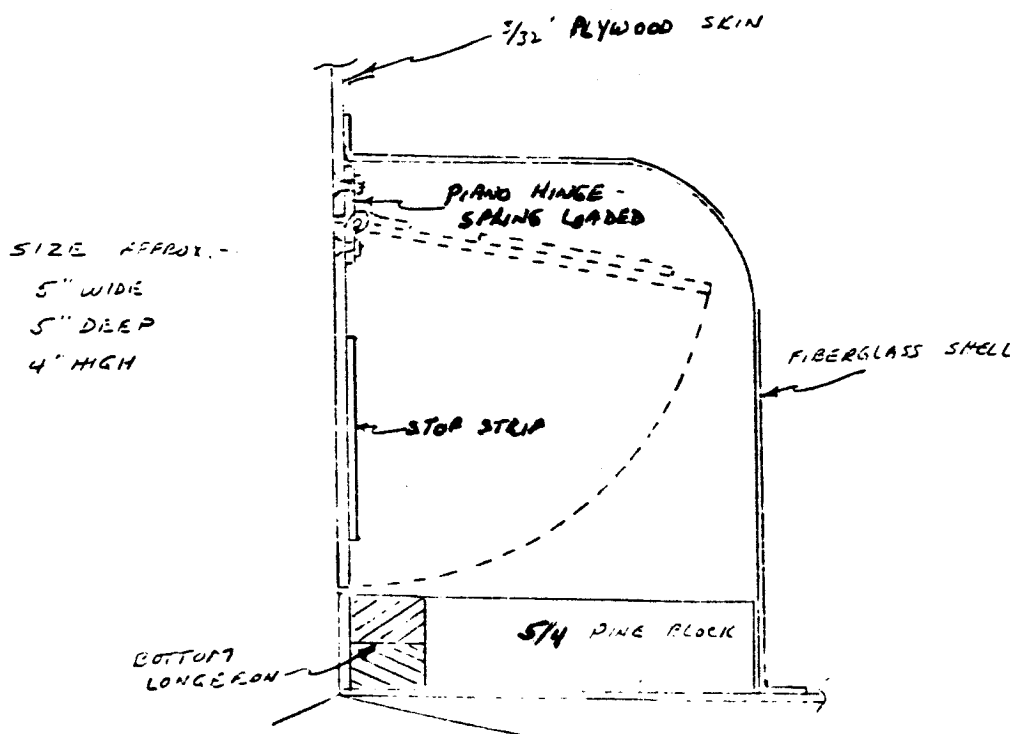 3/32" PLYWOOD SKIN
PIANO HINGE -
SPRING LOADED
SIZE APPROX. -
5" WIDE
5" DEEP
4" HIGH
FIBERGLASS SHELL
STOP STRIP
5/4 PINE BLOCK
BOTTOM
LONGERON